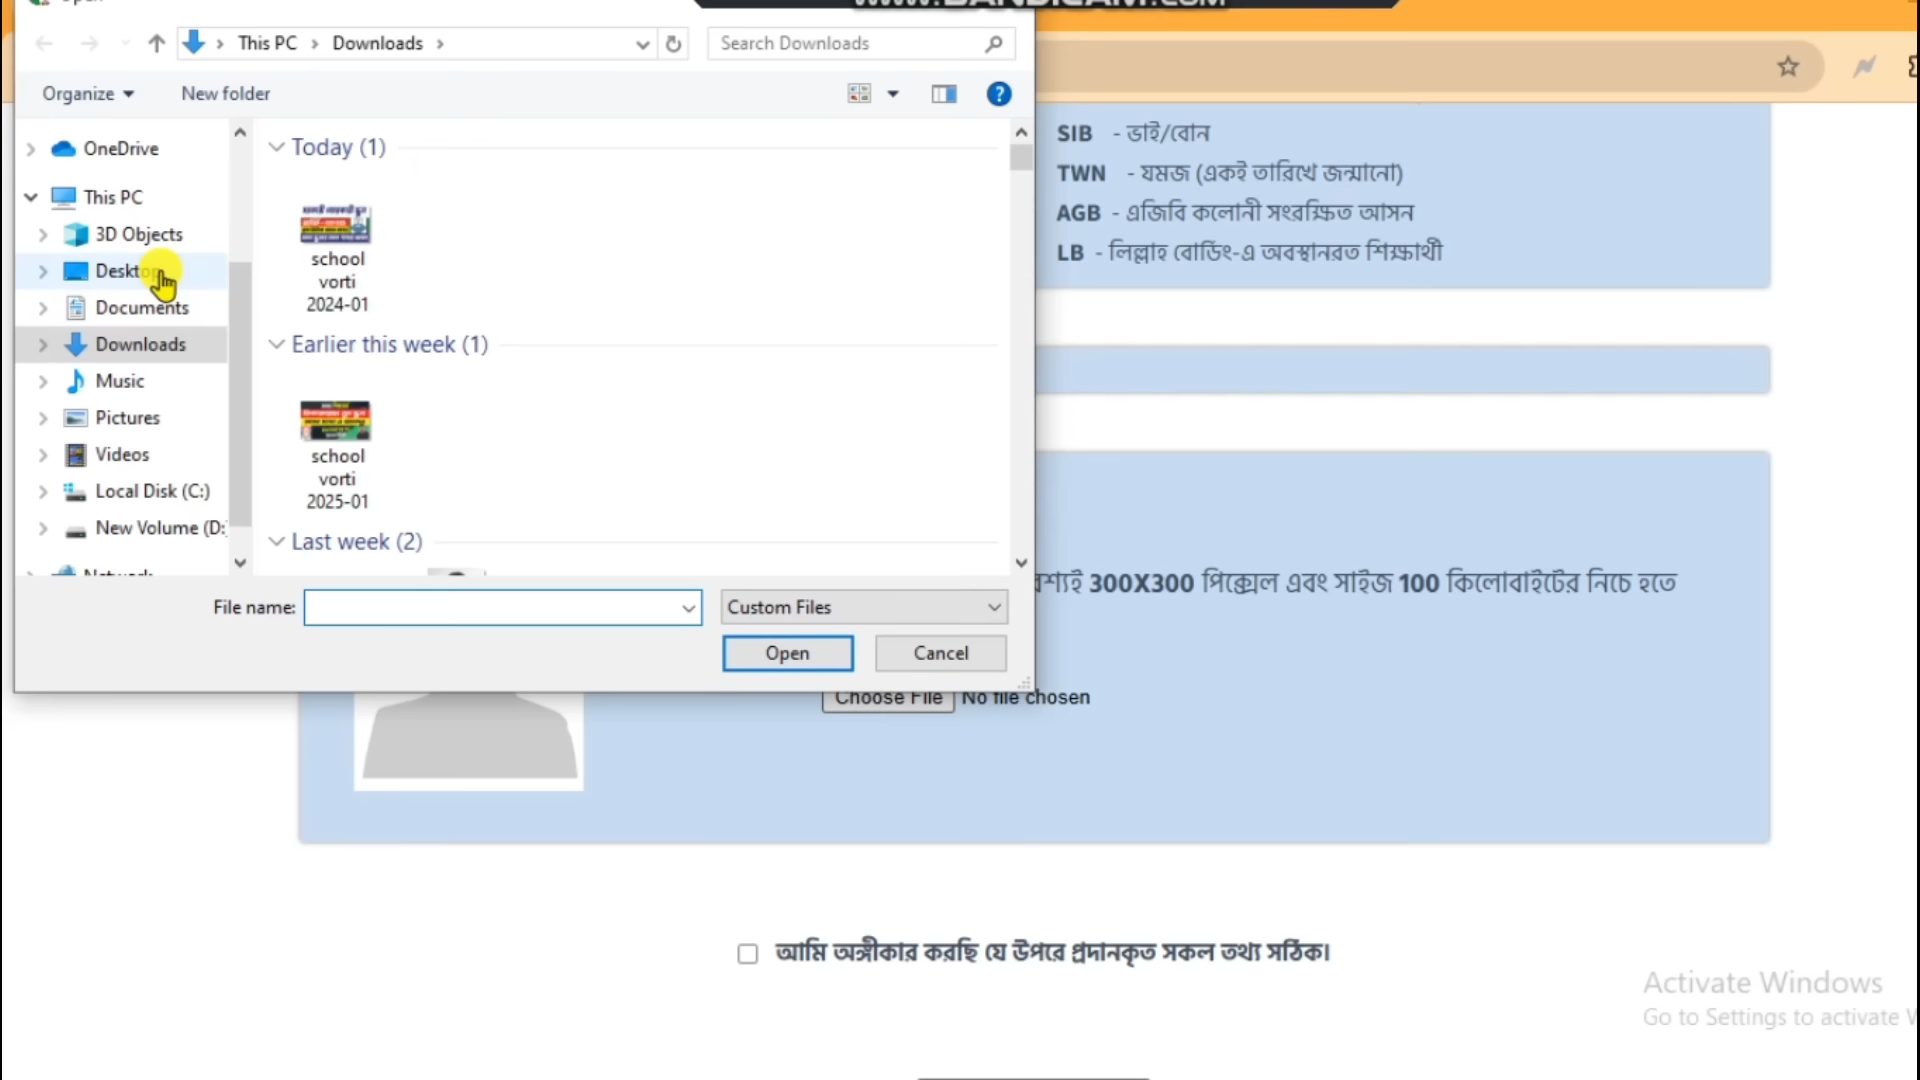 www.BANDICAM.com
Open
This PC > Downloads >
Search Downloads
Organize
New folder
OneDrive
This PC
3D Objects
Desktop
Documents
Downloads
Music
Pictures
Videos
Local Disk (C:)
New Volume (D:
Today (1)
school
vorti
2024-01
Earlier this week (1)
school
vorti
2025-01
Last week (2)
File name:
Custom Files
Open
Cancel
SIB - ভাই/বোন
TWN - যমজ (একই তারিখে জন্মানো)
AGB - এজিবি কলোনী সংরক্ষিত আসন
LB - লিল্লাহ বোর্ডিং-এ অবস্থানরত শিক্ষার্থী
300X300 পিক্সেল এবং সাইজ 100 কিলোবাইটের নিচে হতে
Choose File No file chosen
আমি অঙ্গীকার করছি যে উপরে প্রদানকৃত সকল তথ্য সঠিক।
Activate Windows
Go to Settings to activate